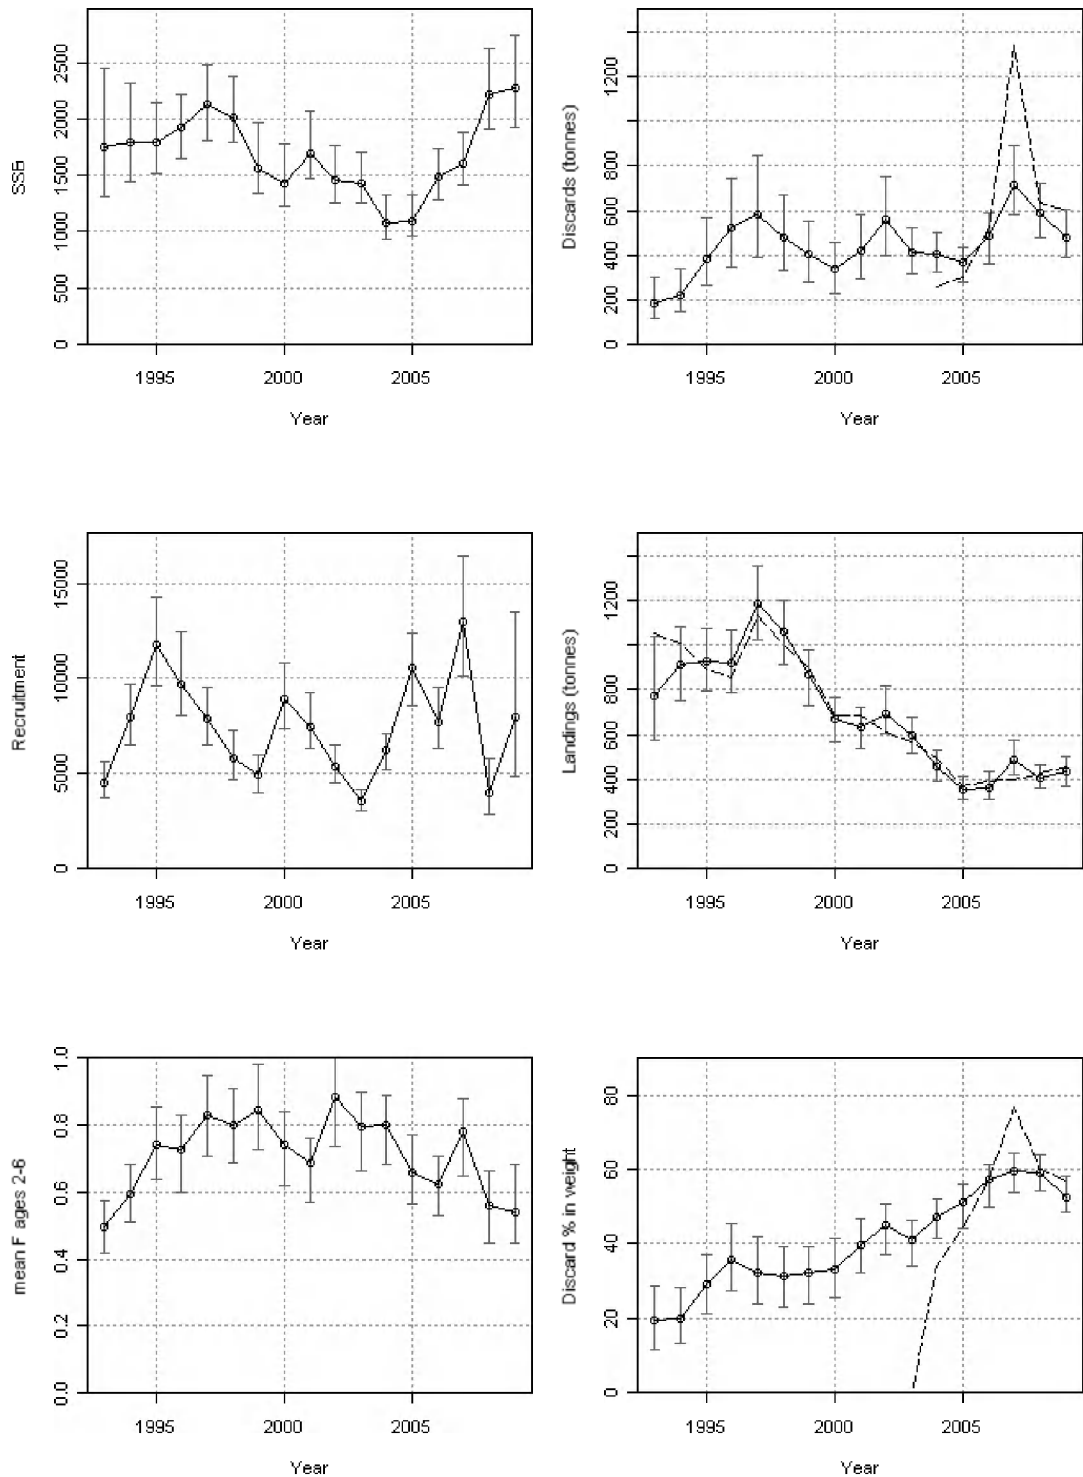 SSB
0 500 1000 1500 2000 2500
1995 2000 2005
Year
Discards (tonnes)
0 200 400 600 800 1200
1995 2000 2005
Year
Recruitment
0 5000 10000 15000
1995 2000 2005
Year
Landings (tonnes)
0 200 400 600 800 1200
1995 2000 2005
Year
mean F ages 2-6
0.0 0.2 0.4 0.6 0.8 1.0
1995 2000 2005
Year
Discard % in weight
0 20 40 60 80
1995 2000 2005
Year